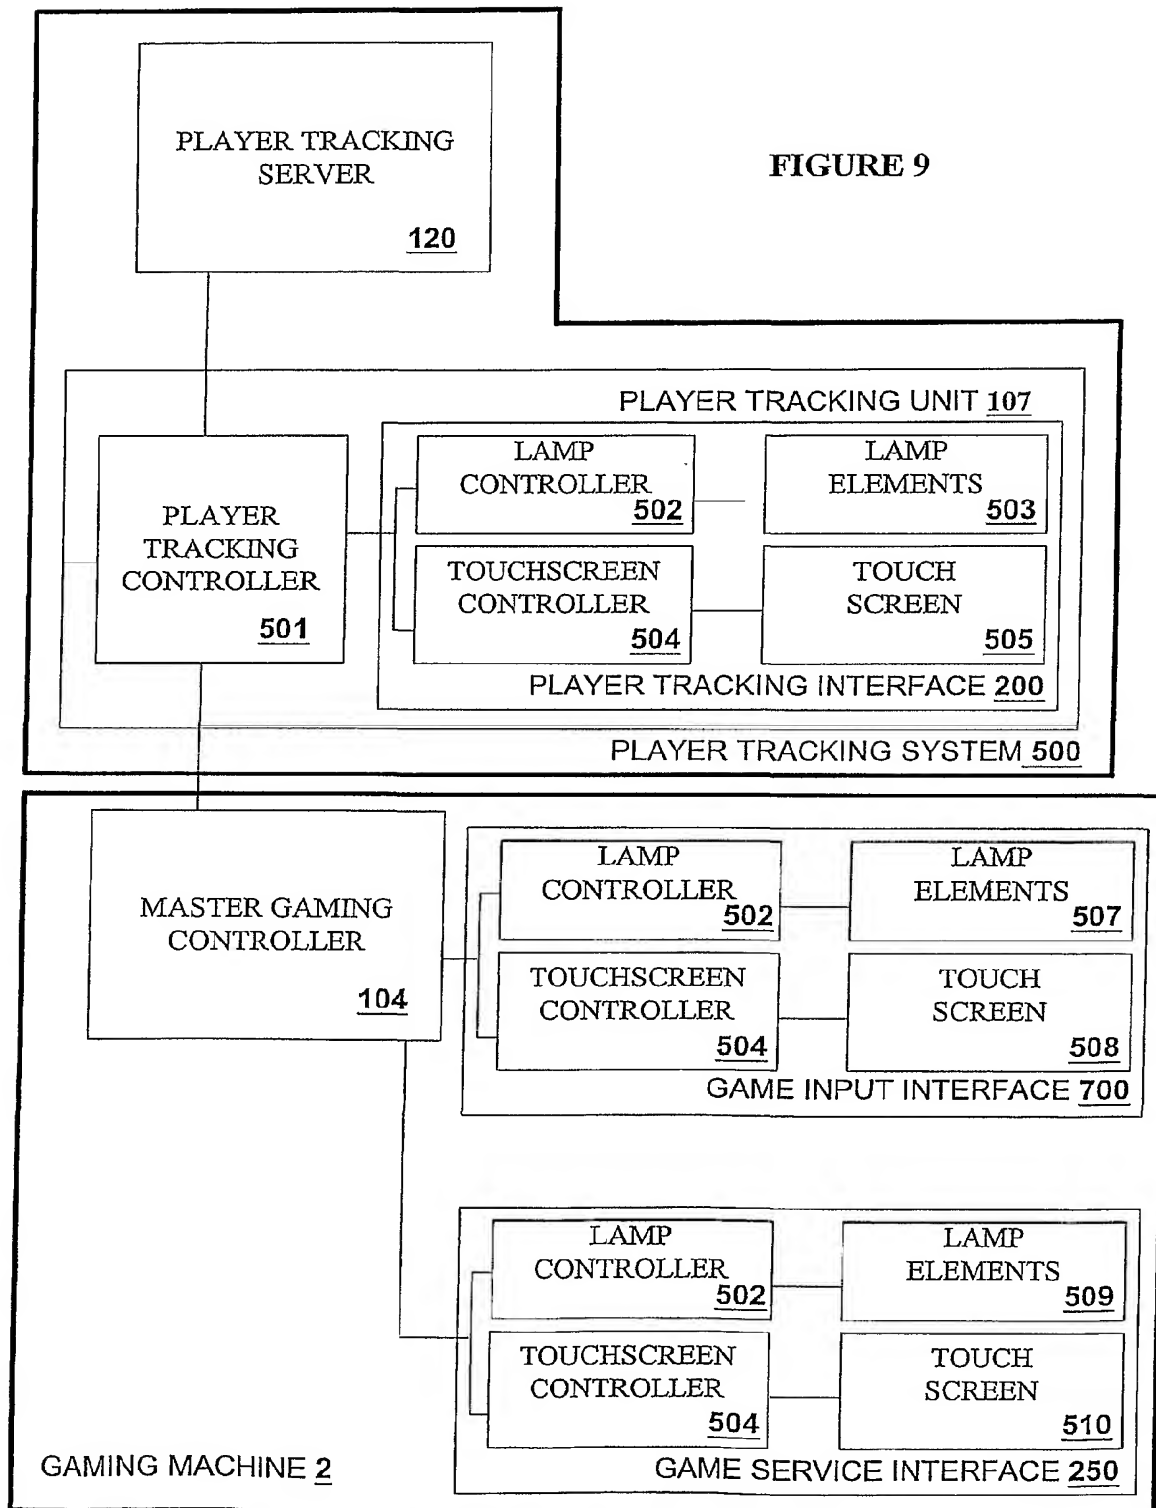 PLAYER TRACKING
SERVER
120
FIGURE 9
PLAYER TRACKING UNIT 107
PLAYER
TRACKING
CONTROLLER
501
LAMP
CONTROLLER
502
LAMP
ELEMENTS
503
TOUCHSCREEN
CONTROLLER
504
TOUCH
SCREEN
505
PLAYER TRACKING INTERFACE 200
PLAYER TRACKING SYSTEM 500
MASTER GAMING
CONTROLLER
104
LAMP
CONTROLLER
502
LAMP
ELEMENTS
507
TOUCHSCREEN
CONTROLLER
504
TOUCH
SCREEN
508
GAME INPUT INTERFACE 700
LAMP
CONTROLLER
502
LAMP
ELEMENTS
509
TOUCHSCREEN
CONTROLLER
504
TOUCH
SCREEN
510
GAME SERVICE INTERFACE 250
GAMING MACHINE 2